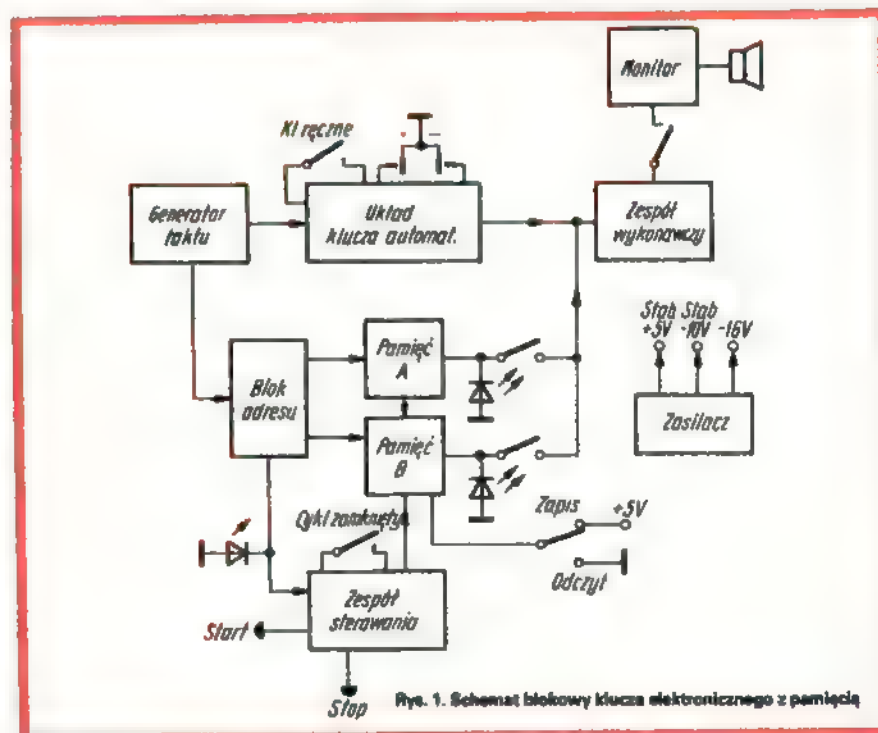 Monitor
Kl ręczne
Generator
taktu
Układ
klucza automat.
Zespół
wykonawczy
Stab Stab
+5V -10V -16V
Zasilacz
Blok
adresu
Pamięć
A
Pamięć
B
Zapis
+5V
Odczyt
Cykl zamknięty
Zespół
sterowania
Start
Stop
Rys. 1. Schemat blokowy klucza elektronicznego z pamięcią